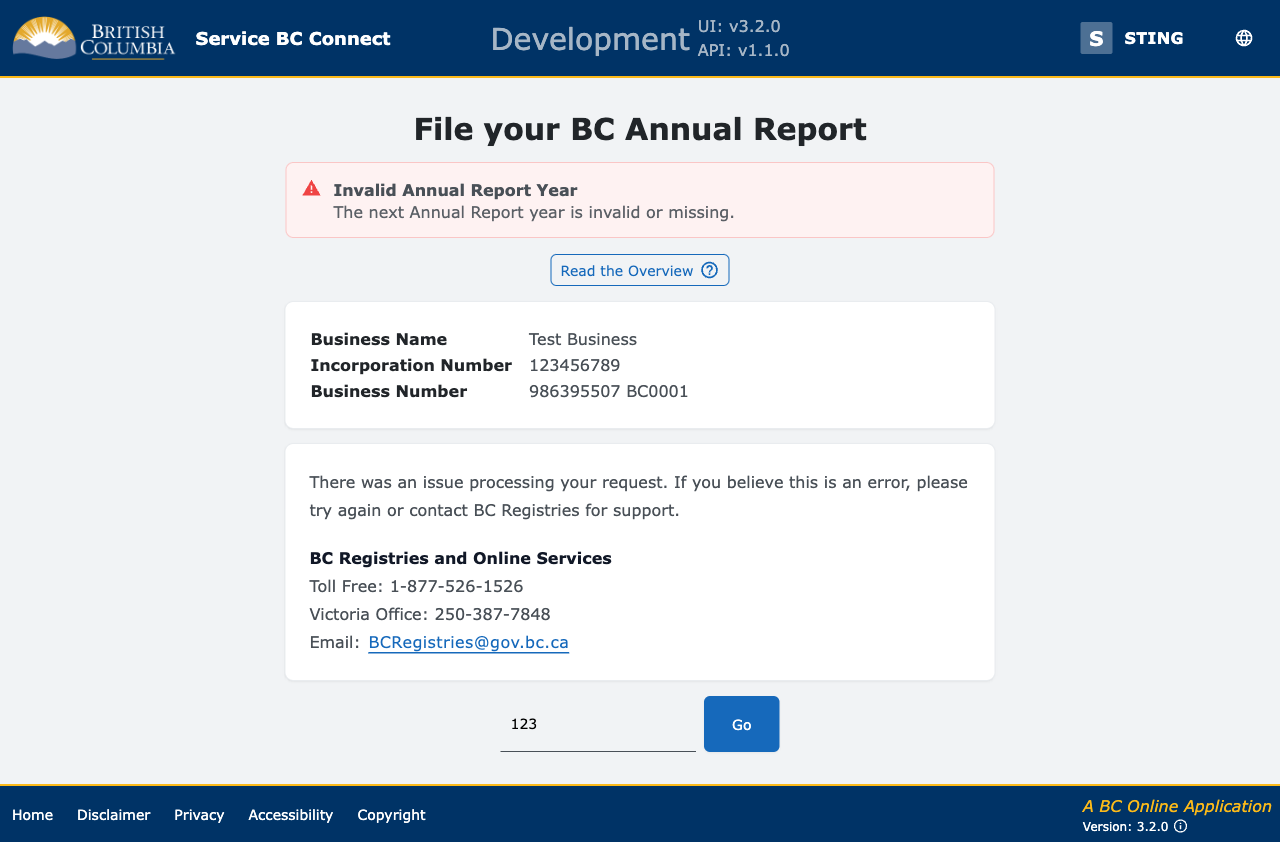 BRITISH
COLUMBIA
Service BC Connect
Development
UI: v3.2.0
API: v1.1.0
S
STING
File your BC Annual Report
Invalid Annual Report Year
The next Annual Report year is invalid or missing.
Read the Overview
Business Name Test Business
Incorporation Number 123456789
Business Number 986395507 BC0001
There was an issue processing your request. If you believe this is an error, please
try again or contact BC Registries for support.
BC Registries and Online Services
Toll Free: 1-877-526-1526
Victoria Office: 250-387-7848
Email: BCRegistries@gov.bc.ca
123
Go
Home Disclaimer Privacy Accessibility Copyright
A BC Online Application
Version: 3.2.0